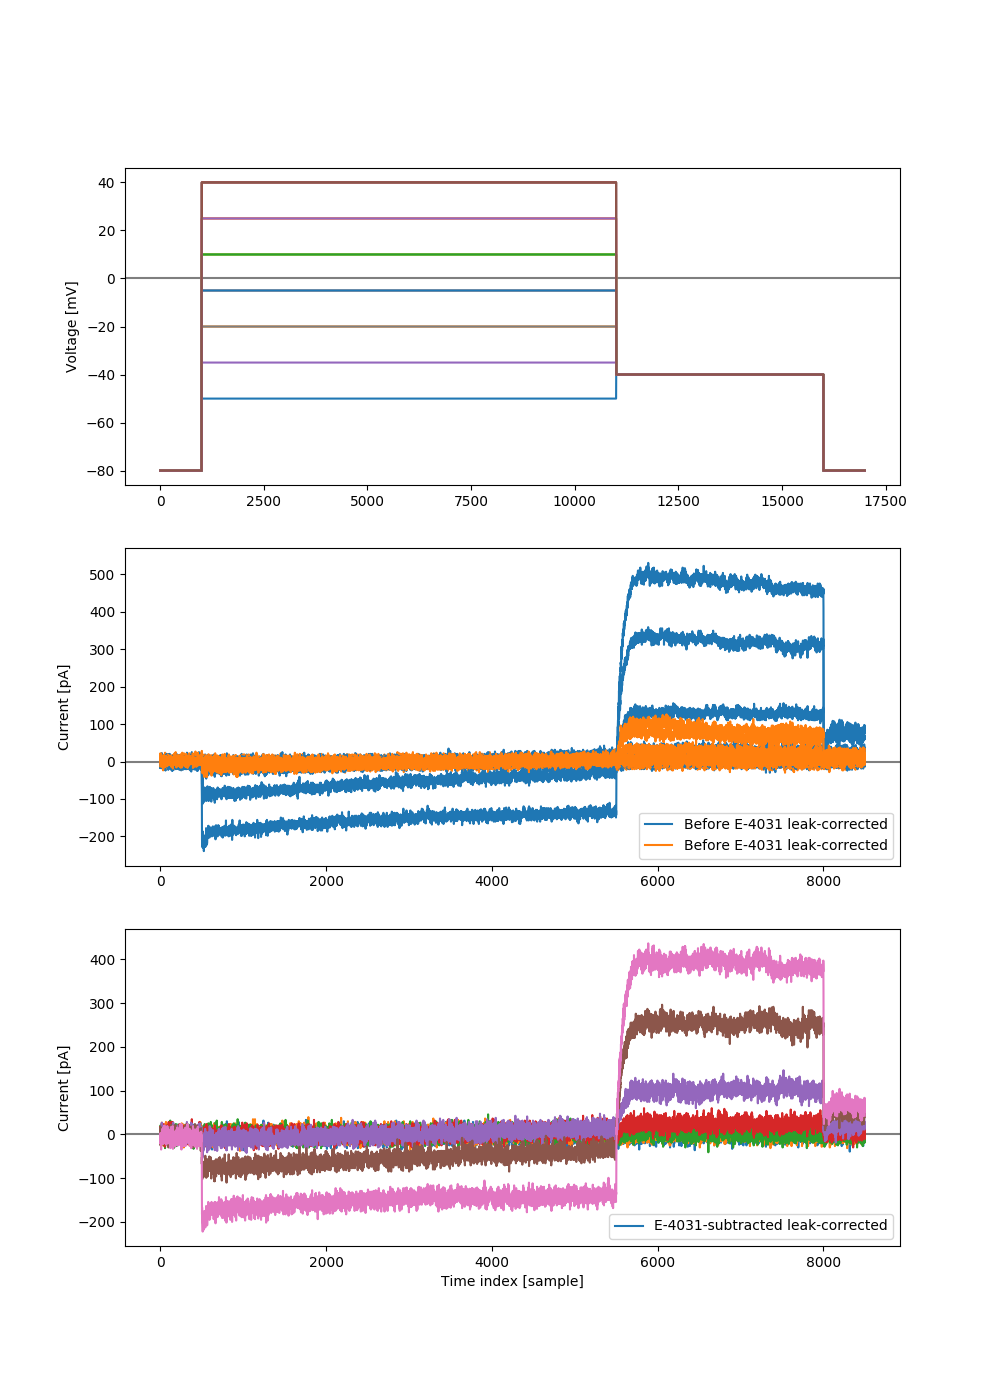 Voltage [mV]
40
20
0
−20
−40
−60
−80
0 2500 5000 7500 10000 12500 15000 17500
Current [pA]
500
400
300
200
100
0
−100
−200
Before E-4031 leak-corrected
Before E-4031 leak-corrected
0 2000 4000 6000 8000
Current [pA]
400
300
200
100
0
−100
−200
E-4031-subtracted leak-corrected
0 2000 4000 6000 8000
Time index [sample]